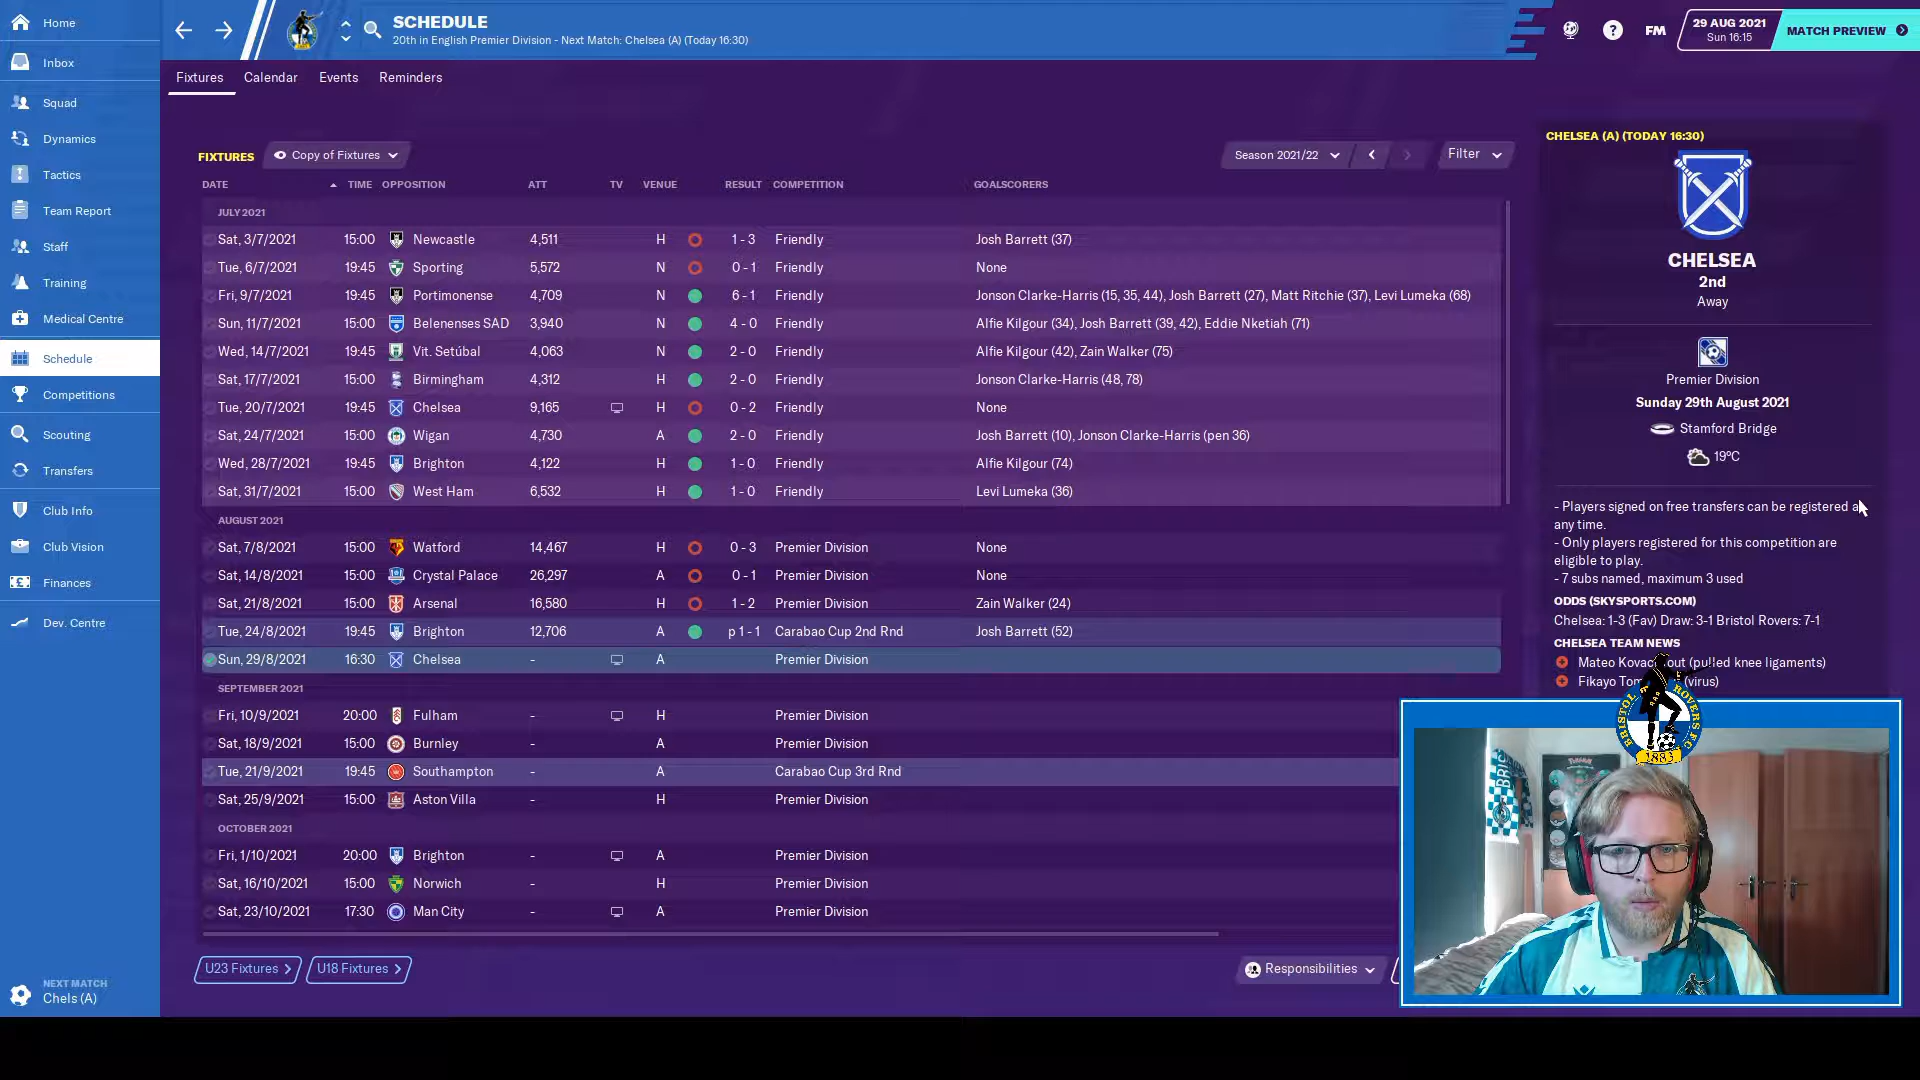 Home
Inbox
Squad
Dynamics
Tactics
Team Report
Staff
Training
Medical Centre
Schedule
Competitions
Scouting
Transfers
Club Info
Club Vision
Finances
Dev. Centre
NEXT MATCH
Chels (A)
SCHEDULE
20th in English Premier Division - Next Match: Chelsea (A) (Today 16:30)
FM
29 AUG 2021
Sun 16:15
MATCH PREVIEW
Fixtures Calendar Events Reminders
FIXTURES Copy of Fixtures Season 2021/22 Filter
DATE TIME OPPOSITION ATT TV VENUE RESULT COMPETITION GOALSCORERS
JULY 2021
Sat, 3/7/2021 15:00 Newcastle 4,511 H 1 - 3 Friendly Josh Barrett (37)
Tue, 6/7/2021 19:45 Sporting 5,572 N 0 - 1 Friendly None
Fri, 9/7/2021 19:45 Portimonense 4,709 N 6 - 1 Friendly Jonson Clarke-Harris (15, 35, 44), Josh Barrett (27), Matt Ritchie (37), Levi Lumeka (68)
Sun, 11/7/2021 15:00 Belenenses SAD 3,940 N 4 - 0 Friendly Alfie Kilgour (34), Josh Barrett (39, 42), Eddie Nketiah (71)
Wed, 14/7/2021 19:45 Vit. Setúbal 4,063 N 2 - 0 Friendly Alfie Kilgour (42), Zain Walker (75)
Sat, 17/7/2021 15:00 Birmingham 4,312 H 2 - 0 Friendly Jonson Clarke-Harris (48, 78)
Tue, 20/7/2021 19:45 Chelsea 9,165 H 0 - 2 Friendly None
Sat, 24/7/2021 15:00 Wigan 4,730 A 2 - 0 Friendly Josh Barrett (10), Jonson Clarke-Harris (pen 36)
Wed, 28/7/2021 19:45 Brighton 4,122 H 1 - 0 Friendly Alfie Kilgour (74)
Sat, 31/7/2021 15:00 West Ham 6,532 H 1 - 0 Friendly Levi Lumeka (36)
AUGUST 2021
Sat, 7/8/2021 15:00 Watford 14,467 H 0 - 3 Premier Division None
Sat, 14/8/2021 15:00 Crystal Palace 26,297 A 0 - 1 Premier Division None
Sat, 21/8/2021 15:00 Arsenal 16,580 H 1 - 2 Premier Division Zain Walker (24)
Tue, 24/8/2021 19:45 Brighton 12,706 A p 1 - 1 Carabao Cup 2nd Rnd Josh Barrett (52)
Sun, 29/8/2021 16:30 Chelsea - A Premier Division
SEPTEMBER 2021
Fri, 10/9/2021 20:00 Fulham - H Premier Division
Sat, 18/9/2021 15:00 Burnley - A Premier Division
Tue, 21/9/2021 19:45 Southampton - A Carabao Cup 3rd Rnd
Sat, 25/9/2021 15:00 Aston Villa - H Premier Division
OCTOBER 2021
Fri, 1/10/2021 20:00 Brighton - A Premier Division
Sat, 16/10/2021 15:00 Norwich - H Premier Division
Sat, 23/10/2021 17:30 Man City - A Premier Division
U23 Fixtures U18 Fixtures Responsibilities
CHELSEA (A) (TODAY 16:30)
CHELSEA
2nd
Away
Premier Division
Sunday 29th August 2021
Stamford Bridge
19ºC
- Players signed on free transfers can be registered
any time.
- Only players registered for this competition are
eligible to play.
- 7 subs named, maximum 3 used
ODDS (SKYSPORTS.COM)
Chelsea: 1-3 (Fav) Draw: 3-1 Bristol Rovers: 7-1
CHELSEA TEAM NEWS
Mateo out (pulled knee ligaments)
Fikayo (virus)
BRISTOL ROVERS FC
1883